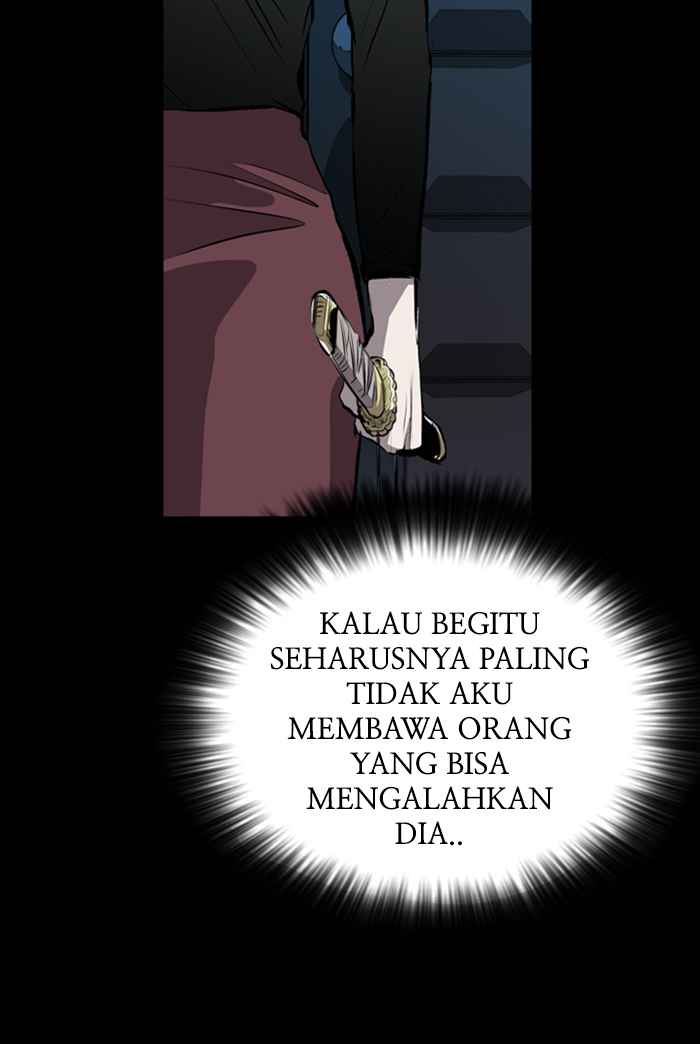 KALAU BEGITU
SEHARUSNYA PALING
TIDAK AKU
MEMBAWA ORANG
YANG BISA
MENGALAHKAN
DIA..